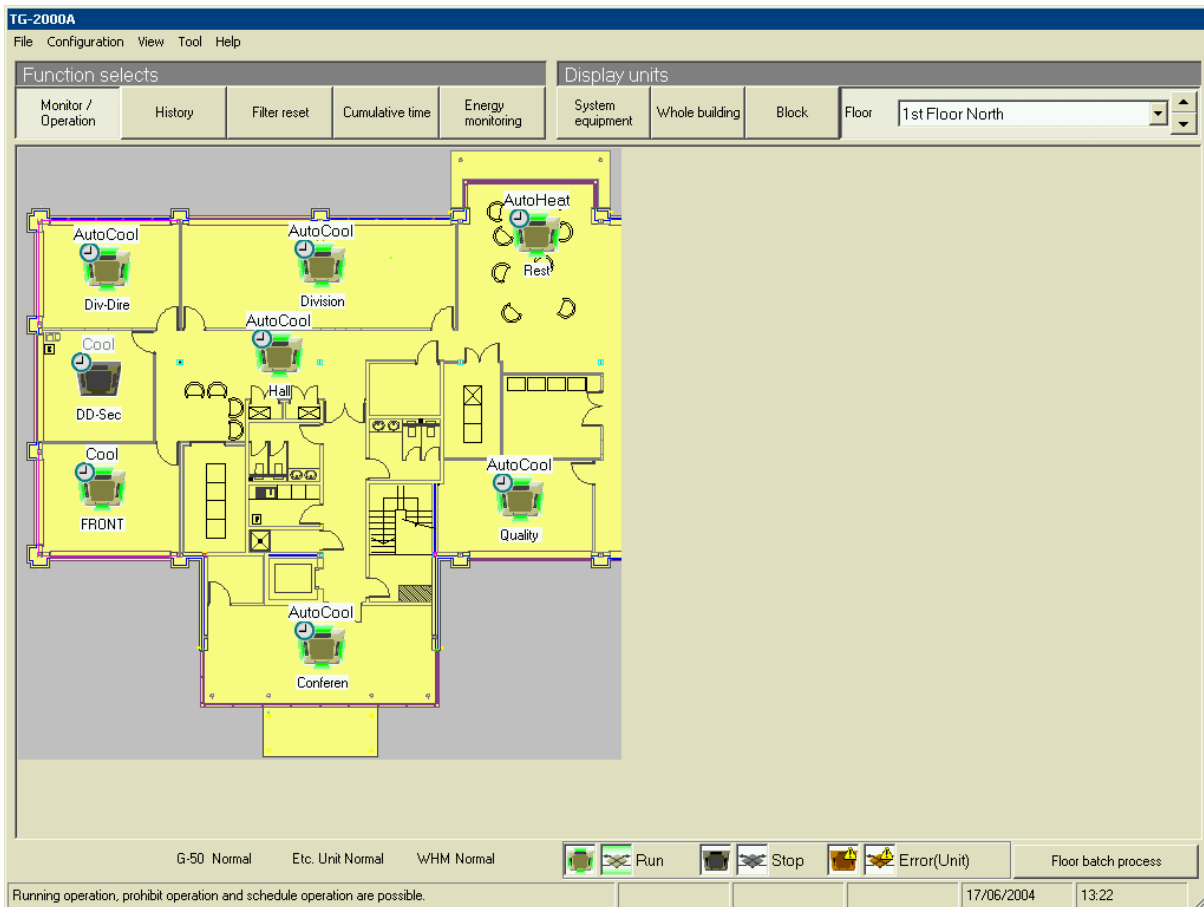 TG-2000A
File Configuration View Tool Help
Function selects
Display units
Monitor /
Operation
History
Filter reset
Cumulative time
Energy
monitoring
System
equipment
Whole building
Block
Floor
1st Floor North
AutoHeat
Rest
AutoCool
Div-Dire
AutoCool
Division
AutoCool
Hall
Cool
DD-Sec
Cool
FRONT
AutoCool
Quality
AutoCool
Conferen
G-50 Normal
Etc. Unit Normal
WHM Normal
Run
Stop
Error(Unit)
Floor batch process
Running operation, prohibit operation and schedule operation are possible.
17/06/2004
13:22